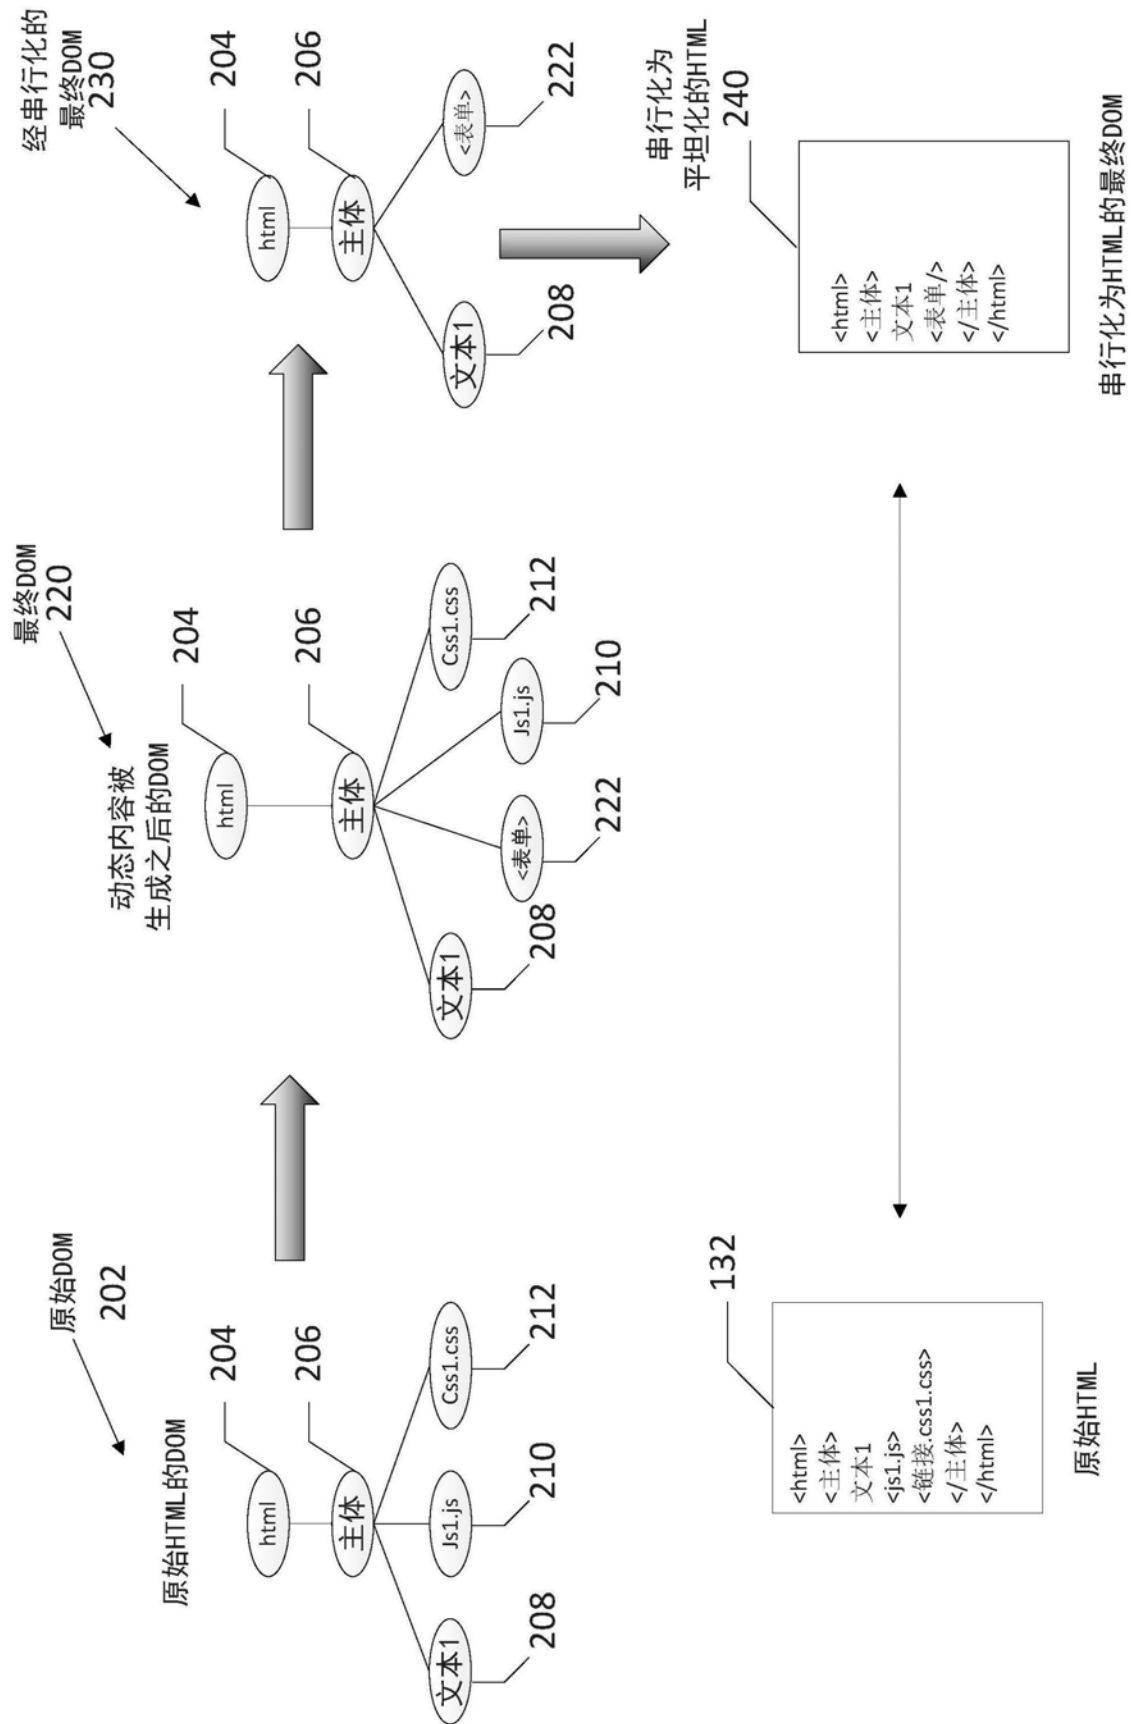 原始DOM
202
原始HTML的DOM
html
204
主体
206
文本1
208
Js1.js
210
Css1.css
212
最终DOM
220
动态内容被
生成之后的DOM
html
204
主体
206
文本1
208
<表单>
222
Js1.js
210
Css1.css
212
经串行化的
最终DOM
230
html
204
主体
206
文本1
208
<表单>
222
132
<html>
<主体>
文本1
<js1.js>
<链接.css1.css>
</主体>
</html>
原始HTML
串行化为
平坦化的HTML
240
<html>
<主体>
文本1
<表单/>
</主体>
</html>
串行化为HTML的最终DOM